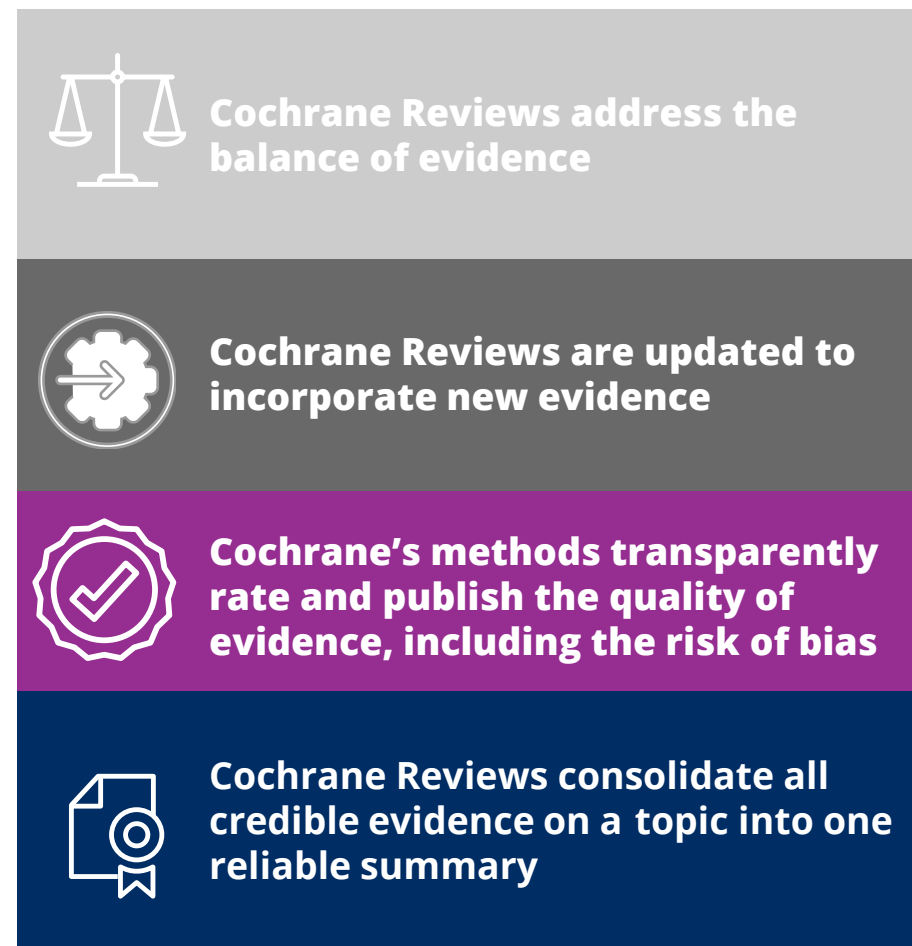 Cochrane Reviews address the
balance of evidence
Cochrane Reviews are updated to
incorporate new evidence
Cochrane’s methods transparently
rate and publish the quality of
evidence, including the risk of bias
Cochrane Reviews consolidate all
credible evidence on a topic into one
reliable summary